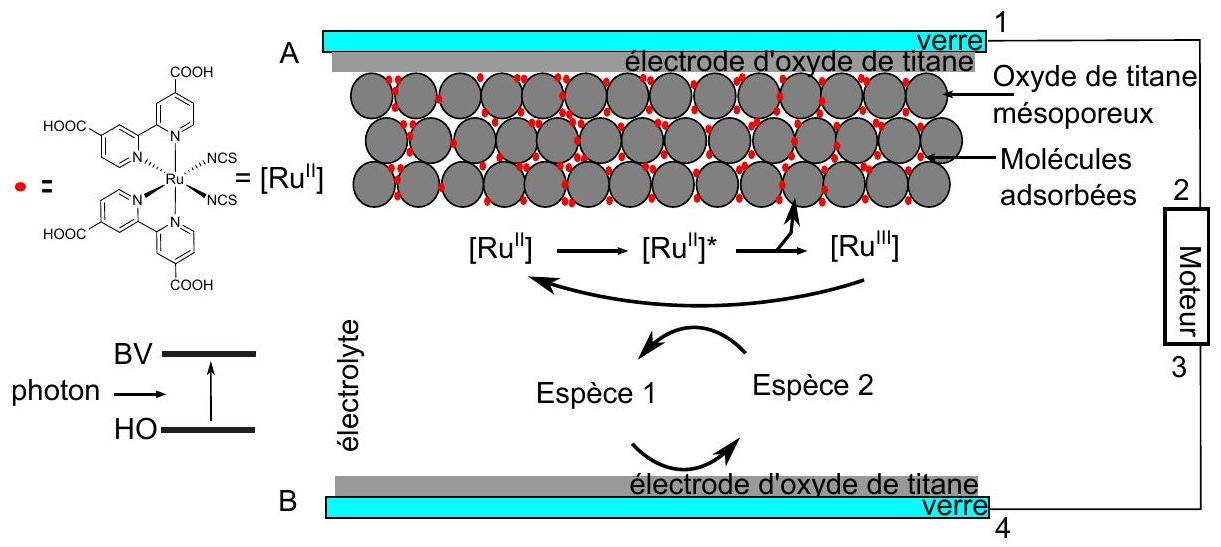 A
verre
1
électrode d'oxyde de titane
Oxyde de titane
mésoporeux
Molécules
adsorbées
COOH
HOOC
N
N
NCS
Ru
NCS
N
N
HOOC
COOH
= [Ru^II]
=
[Ru^II]
[Ru^II]*
[Ru^III]
2
Moteur
3
BV
photon
HO
électrolyte
Espèce 1
Espèce 2
B
électrode d'oxyde de titane
verre
4